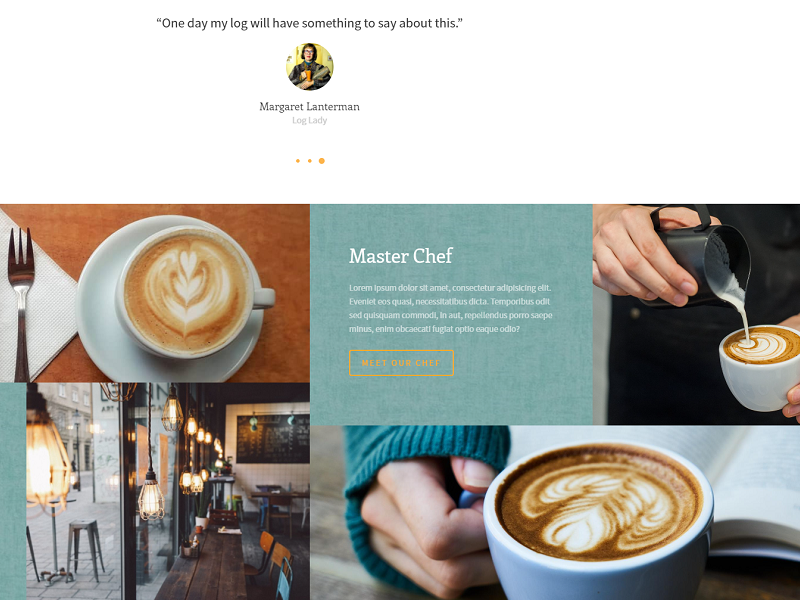 “One day my log will have something to say about this.”
Margaret Lanterman
Log Lady
Master Chef
Lorem ipsum dolor sit amet, consectetur adipisicing elit.
Eveniet eos quasi, necessitatibus dicta. Temporibus odit
sed quisquam commodi, in aut, repellendus porro saepe
minus, enim obcaecati fugiat optio eaque odio?
MEET OUR CHEF